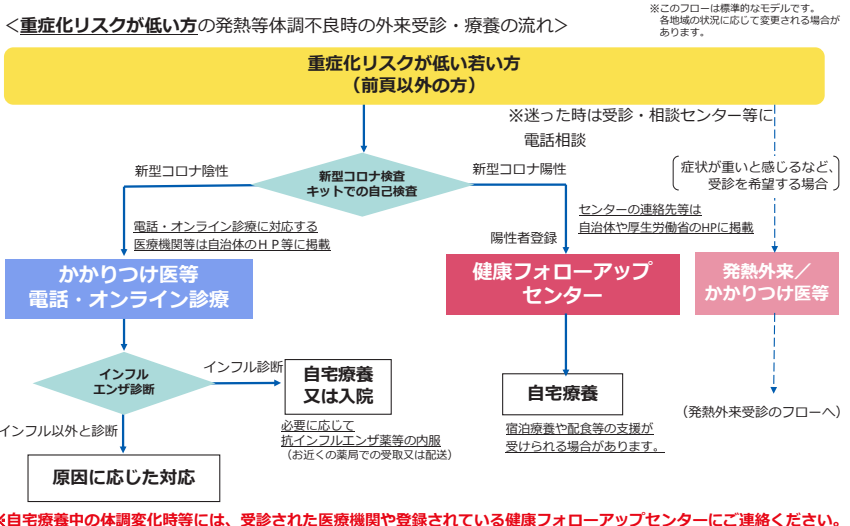 ＜重症化リスクが低い方の発熱等体調不良時の外来受診・療養の流れ＞
※このフローは標準的なモデルです。
各地域の状況に応じて変更される場合が
あります。
重症化リスクが低い若い方
（前頁以外の方）
※迷った時は受診・相談センター等に
電話相談
新型コロナ陰性
新型コロナ検査
キットでの自己検査
新型コロナ陽性
症状が重いと感じるなど、
受診を希望する場合
電話・オンライン診療に対応する
医療機関等は自治体のＨＰ等に掲載
陽性者登録
センターの連絡先等は
自治体や厚生労働省のHPに掲載
かかりつけ医等
電話・オンライン診療
健康フォローアップ
センター
発熱外来／
かかりつけ医等
インフル
エンザ診断
インフル診断
自宅療養
又は入院
自宅療養
（発熱外来受診のフローへ）
インフル以外と診断
必要に応じて
抗インフルエンザ薬等の内服
（お近くの薬局での受取又は配送）
宿泊療養や配食等の支援が
受けられる場合があります。
原因に応じた対応
※自宅療養中の体調変化時等には、受診された医療機関や登録されている健康フォローアップセンターにご連絡ください。